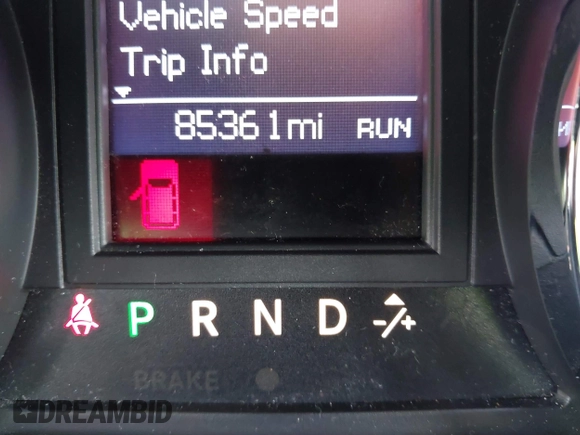 Vehicle Speed
Trip Info
85361mi RUN
P R N D -/+
BRAKE
DREAMBID